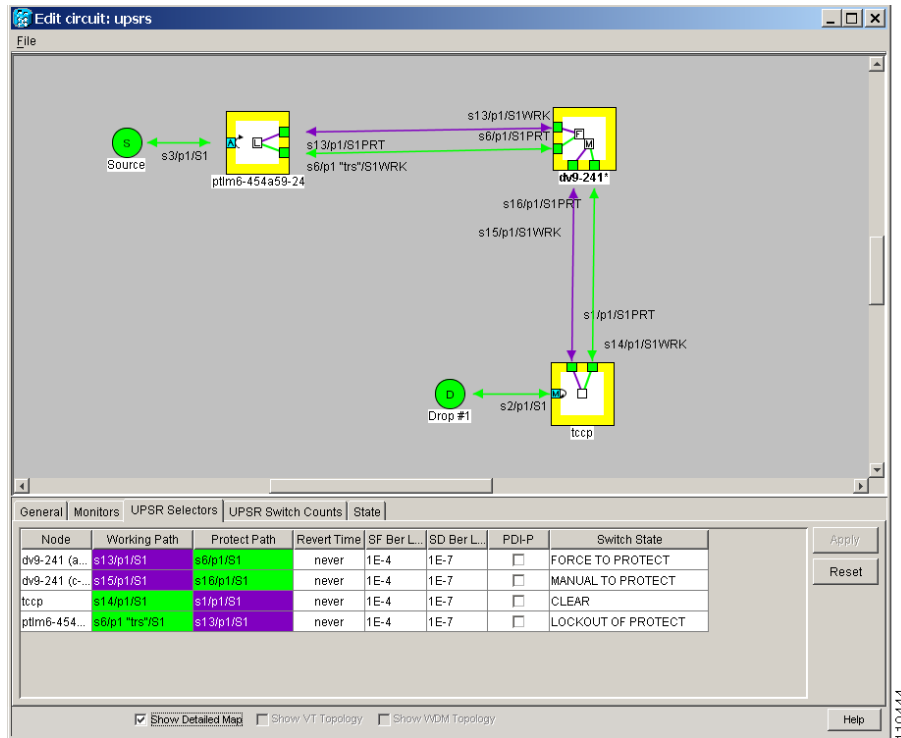 Edit circuit: upsrs
File
s13/p1/S1WRK
s6/p1/S1PRT
S
s3/p1/S1
A
L
s13/p1/S1PRT
F
M
Source
s6/p1 "trs"/S1WRK
ptlm6-454a59-24
dv9-241*
s16/p1/S1PRT
s15/p1/S1WRK
s1/p1/S1PRT
s14/p1/S1WRK
D
s2/p1/S1
M
Drop #1
tccp
General Monitors UPSR Selectors UPSR Switch Counts State
Node Working Path Protect Path Revert Time SF Ber L... SD Ber L... PDI-P Switch State
dv9-241 (a... s13/p1/S1 s6/p1/S1 never 1E-4 1E-7 FORCE TO PROTECT
dv9-241 (c-... s15/p1/S1 s16/p1/S1 never 1E-4 1E-7 MANUAL TO PROTECT
tccp s14/p1/S1 s1/p1/S1 never 1E-4 1E-7 CLEAR
ptlm6-454... s6/p1 "trs"/S1 s13/p1/S1 never 1E-4 1E-7 LOCKOUT OF PROTECT
Apply
Reset
Show Detailed Map Show VT Topology Show WDM Topology Help
110444